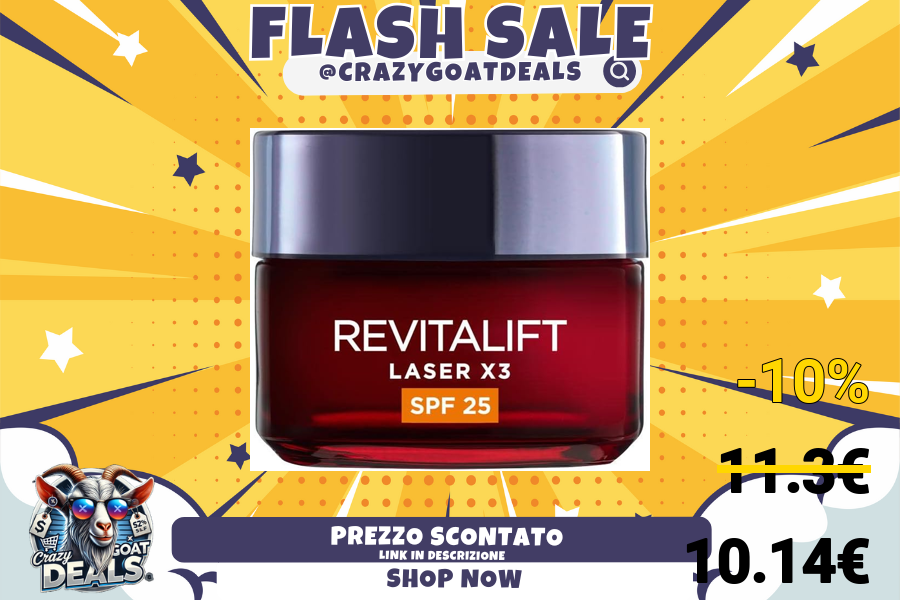 FLASH SALE
@CRAZYGOATDEALS
REVITALIFT
LASER X3
SPF 25
-10%
11.3€
10.14€
PREZZO SCONTATO
LINK IN DESCRIZIONE
SHOP NOW
$
52%
Crazy
GOAT
DEALS